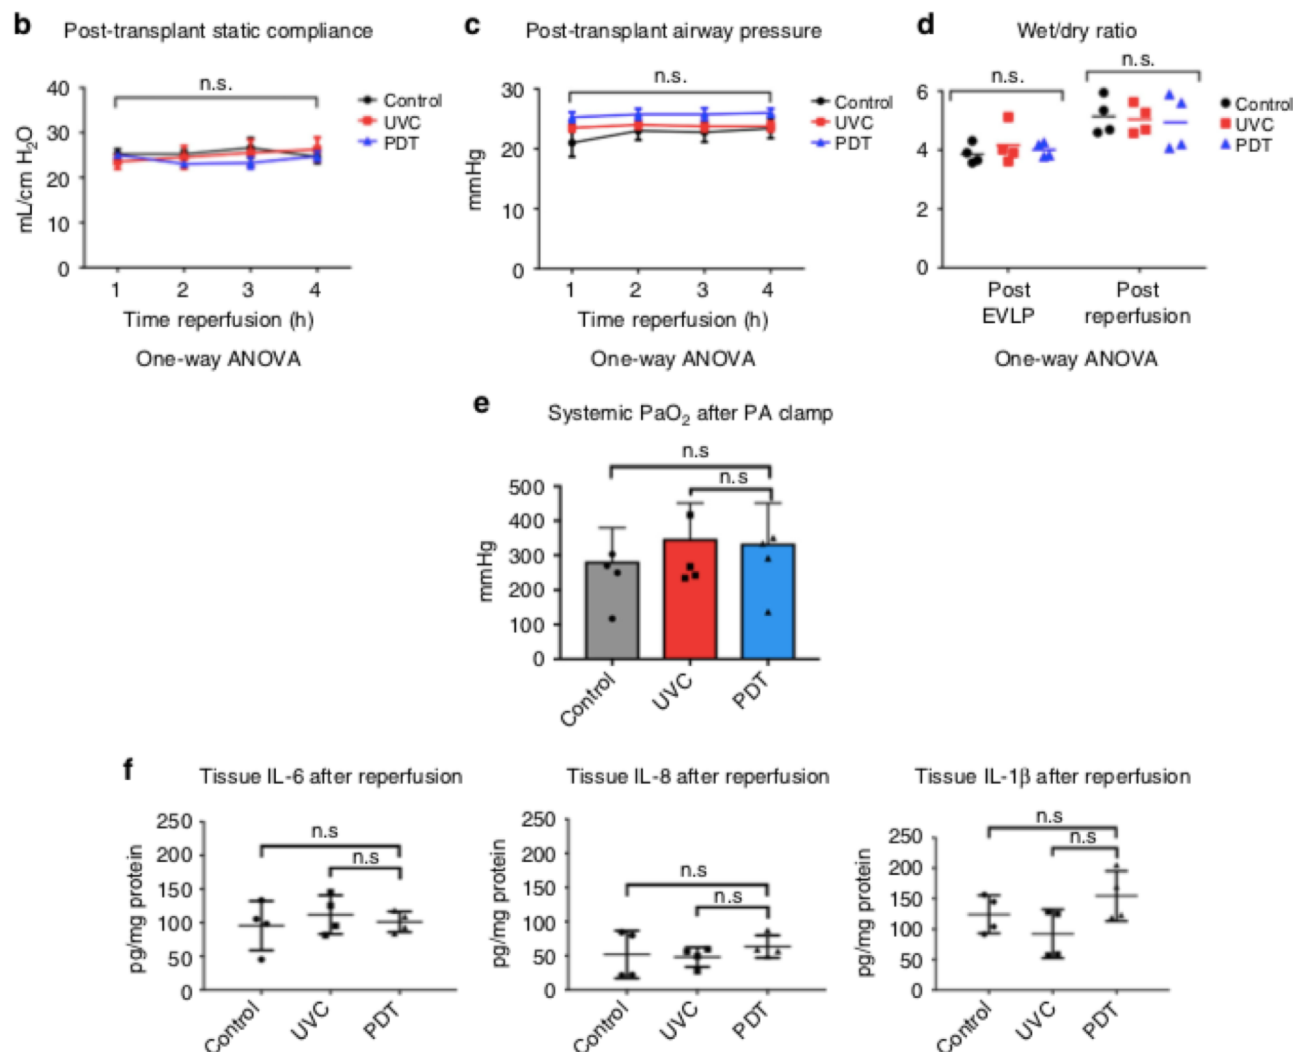 b Post-transplant static compliance
n.s.
40
30
20
10
0
mL/cm H₂O
1 2 3 4
Time reperfusion (h)
One-way ANOVA
Control
UVC
PDT
c Post-transplant airway pressure
n.s.
30
20
10
0
mmHg
1 2 3 4
Time reperfusion (h)
One-way ANOVA
Control
UVC
PDT
d Wet/dry ratio
n.s.
n.s.
6
4
2
0
Post
EVLP
Post
reperfusion
One-way ANOVA
Control
UVC
PDT
e Systemic PaO₂ after PA clamp
n.s
n.s
500
400
300
200
100
0
mmHg
Control
UVC
PDT
f Tissue IL-6 after reperfusion
n.s
n.s
250
200
150
100
50
0
pg/mg protein
Control
UVC
PDT
Tissue IL-8 after reperfusion
n.s
n.s
250
200
150
100
50
0
pg/mg protein
Control
UVC
PDT
Tissue IL-1β after reperfusion
n.s
n.s
250
200
150
100
50
0
pg/mg protein
Control
UVC
PDT